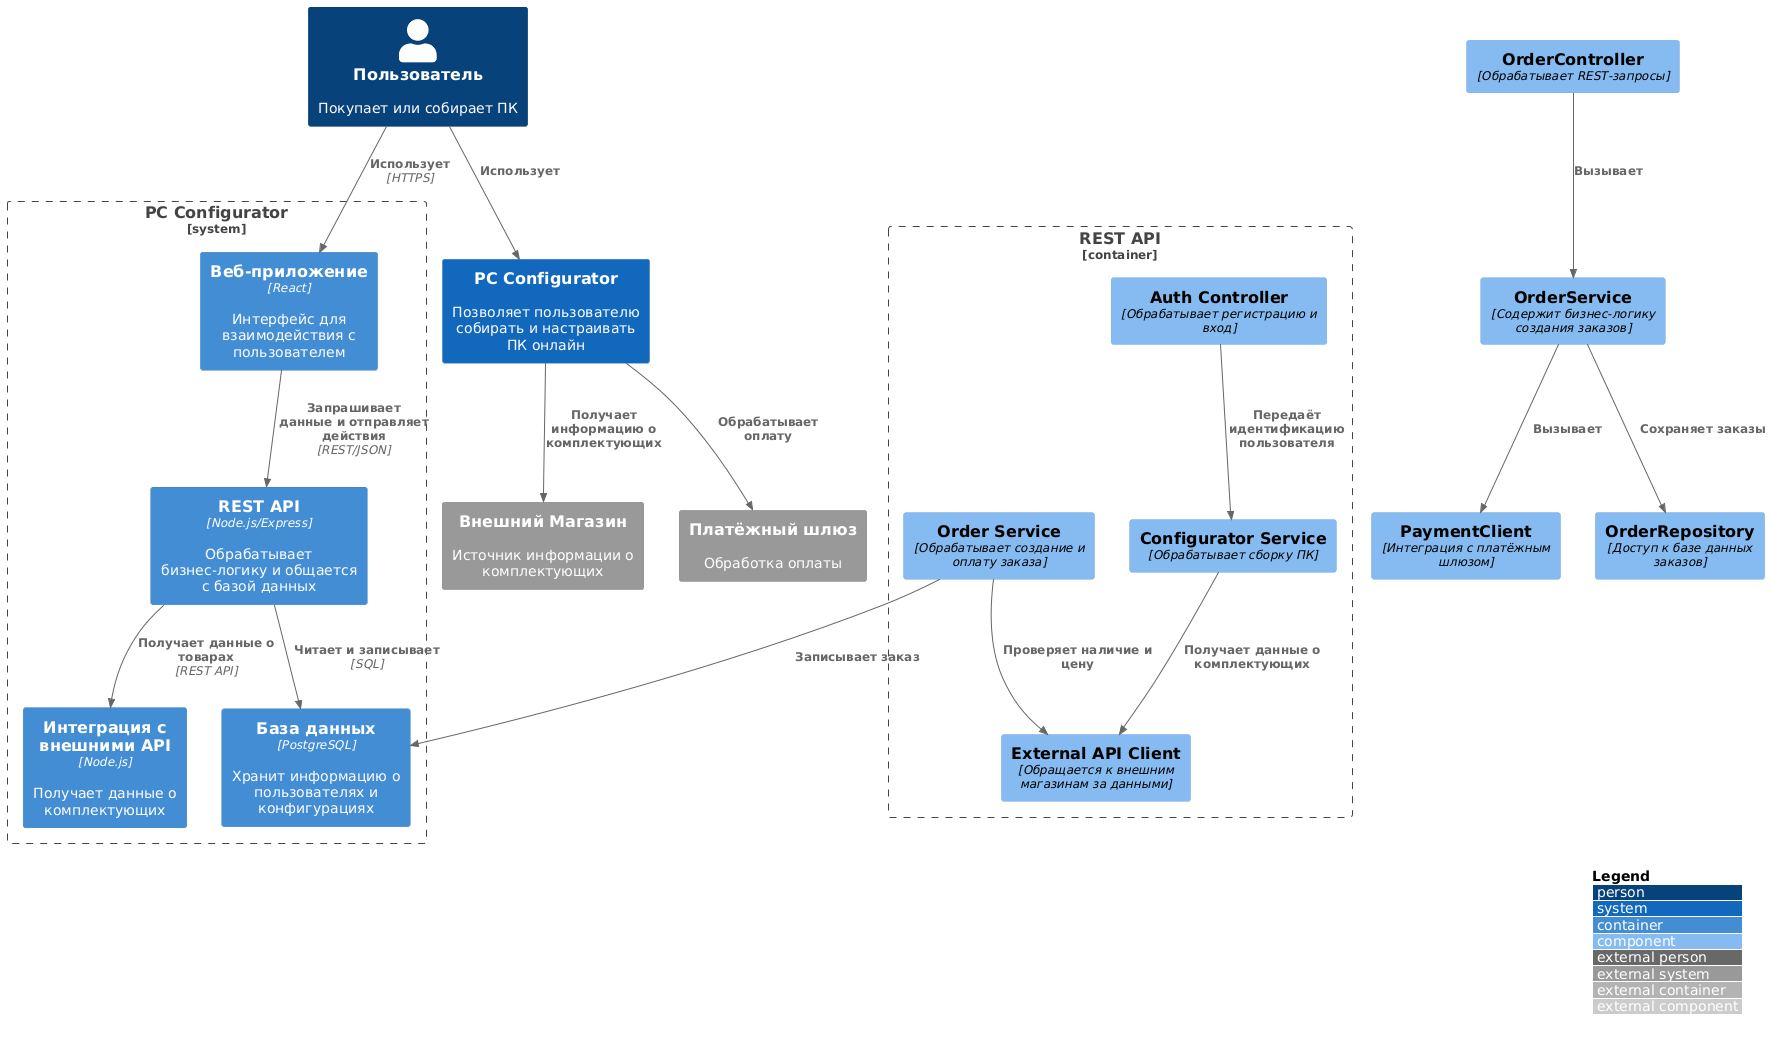 Пользователь
Покупает или собирает ПК
Использует
[HTTPS]
Использует
PC Configurator
[system]
Веб-приложение
[React]
Интерфейс для
взаимодействия с
пользователем
Запрашивает
данные и отправляет
действия
[REST/JSON]
REST API
[Node.js/Express]
Обрабатывает
бизнес-логику и общается
с базой данных
Получает данные о
товарах
[REST API]
Читает и записывает
[SQL]
Интеграция с
внешними API
[Node.js]
Получает данные о
комплектующих
База данных
[PostgreSQL]
Хранит информацию о
пользователях и
конфигурациях
PC Configurator
Позволяет пользователю
собирать и настраивать
ПК онлайн
Получает
информацию о
комплектующих
Обрабатывает
оплату
Внешний Магазин
Источник информации о
комплектующих
Платёжный шлюз
Обработка оплаты
Записывает заказ
REST API
[container]
Auth Controller
[Обрабатывает регистрацию и
вход]
Передаёт
идентификацию
пользователя
Order Service
[Обрабатывает создание и
оплату заказа]
Configurator Service
[Обрабатывает сборку ПК]
Проверяет наличие и
цену
Получает данные о
комплектующих
External API Client
[Обращается к внешним
магазинам за данными]
OrderController
[Обрабатывает REST-запросы]
Вызывает
OrderService
[Содержит бизнес-логику
создания заказов]
Вызывает
Сохраняет заказы
PaymentClient
[Интеграция с платёжным
шлюзом]
OrderRepository
[Доступ к базе данных
заказов]
Legend
person
system
container
component
external person
external system
external container
external component